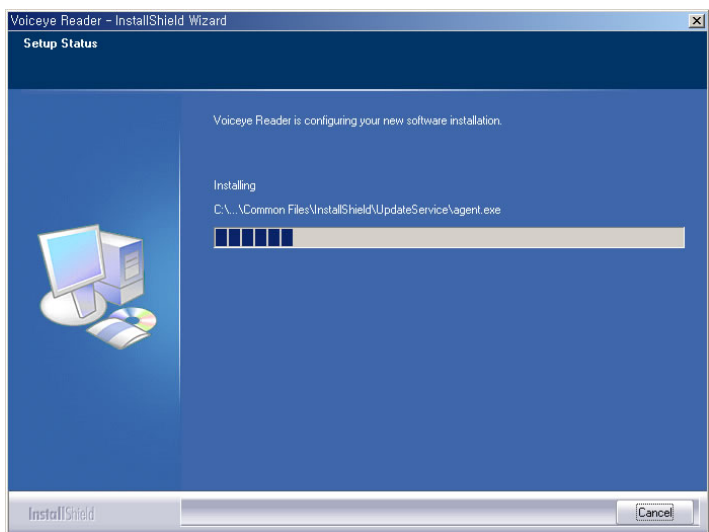 Voiceye Reader - InstallShield Wizard
Setup Status
Voiceye Reader is configuring your new software installation.
Installing
C:\...\Common Files\InstallShield\UpdateService\agent.exe
InstallShield
Cancel